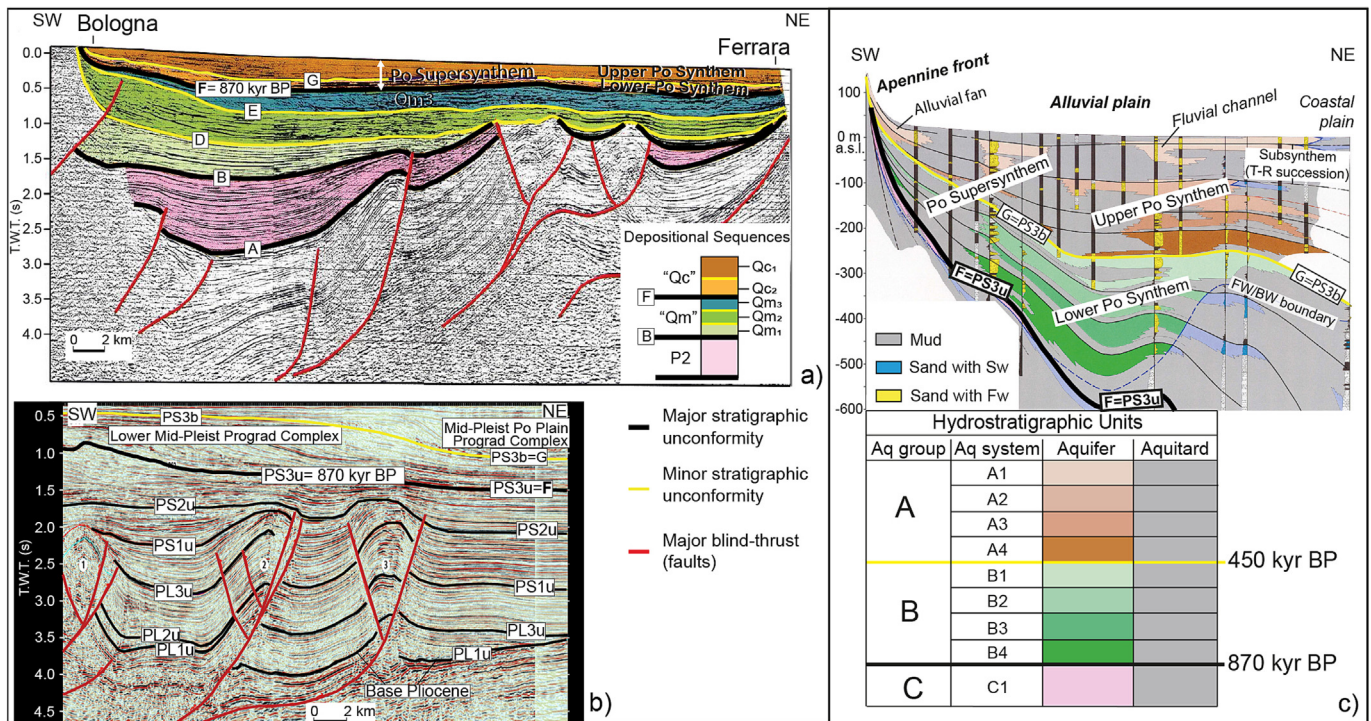 SW
Bologna
NE
Ferrara
0.0
0.5
1.0
1.5
2.0
2.5
3.0
3.5
4.0
T.W.T. (s)
G
Po Supersynthem
Upper Po Synthem
Lower Po Synthem
F= 870 kyr BP
Qm3
E
D
B
A
0 2 km
Depositional Sequences
"Qc"
Qc1
Qc2
F
"Qm"
Qm3
Qm2
Qm1
B
P2
a)
SW
NE
0.5
1.0
1.5
2.0
2.5
3.0
3.5
4.0
4.5
T.W.T. (s)
PS3b
Lower Mid-Pleist Prograd Complex
Mid-Pleist Po Plain
Prograd Complex
PS3b=G
PS3u= 870 kyr BP
PS3u=F
PS2u
PS2u
PS1u
PS1u
1
2
3
PL3u
PL3u
PL2u
PL1u
PL1u
Base Pliocene
0 2 km
b)
Major stratigraphic
unconformity
Minor stratigraphic
unconformity
Major blind-thrust
(faults)
SW
NE
Apennine front
Alluvial fan
Alluvial plain
Fluvial channel
Coastal
plain
100
0 m
a.s.l.
-100
-200
-300
-400
-500
-600
Subsynthem
(T-R succession)
Po Supersynthem
Upper Po Synthem
G=PS3b
G=PS3b
F=PS3u
Lower Po Synthem
FW/BW boundary
F=PS3u
Mud
Sand with Sw
Sand with Fw
Hydrostratigraphic Units
Aq group
Aq system
Aquifer
Aquitard
A
A1
A2
A3
A4
450 kyr BP
B
B1
B2
B3
B4
870 kyr BP
C
C1
c)